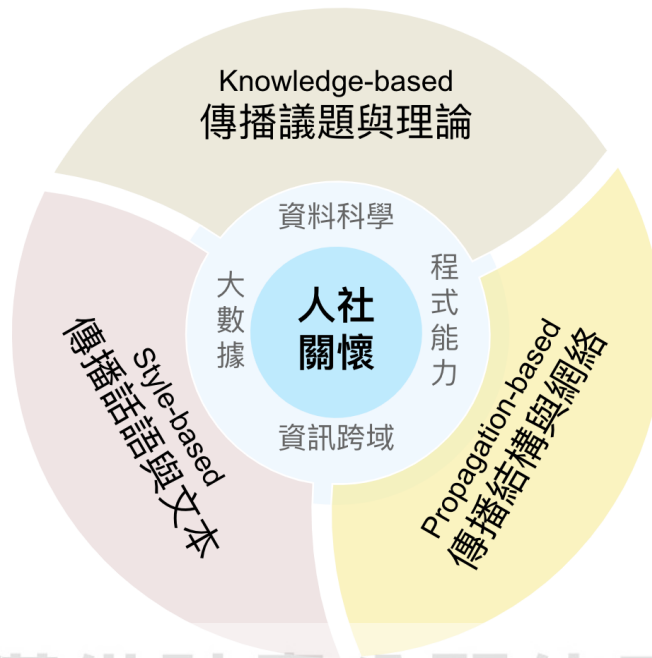 Knowledge-based
傳播議題與理論
資料科學
大數據
人社
關懷
程式能力
資訊跨域
Style-based
傳播話語與文本
Propagation-based
傳播結構與網絡